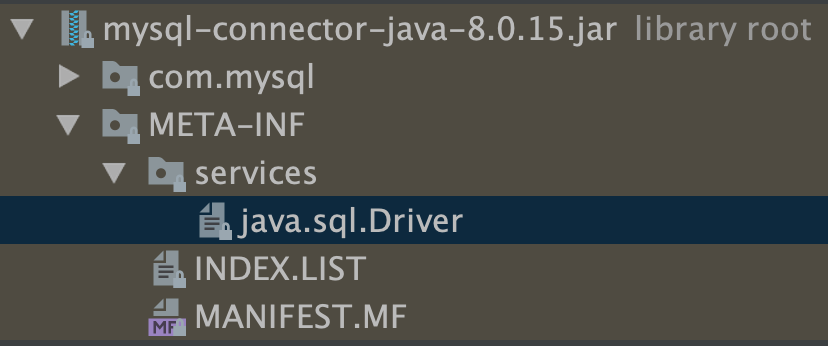 mysql-connector-java-8.0.15.jar library root
com.mysql
META-INF
services
java.sql.Driver
INDEX.LIST
MF MANIFEST.MF